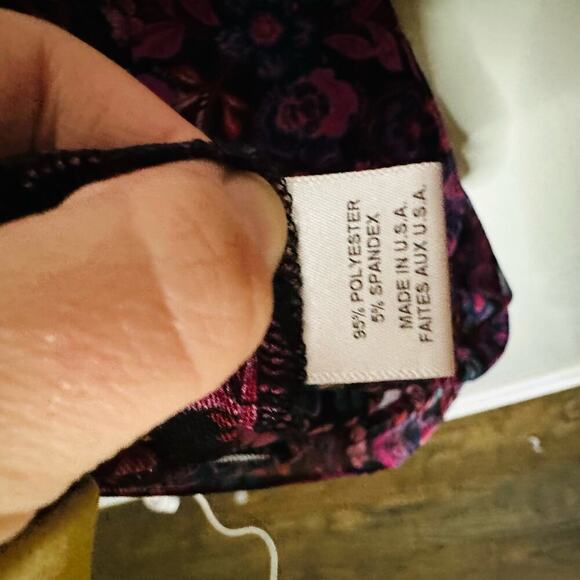 95% POLYESTER
5% SPANDEX
MADE IN U.S.A.
FAITES AUX U.S.A.